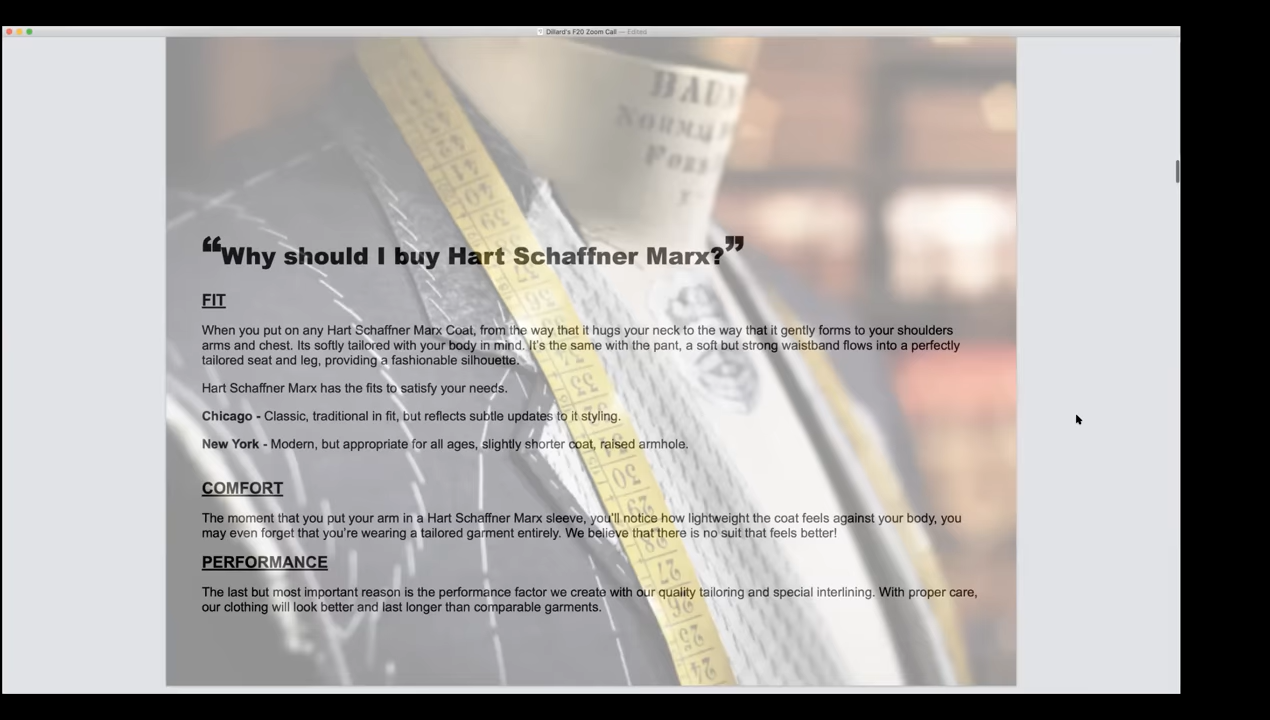 Dillard's F20 Zoom Call — Edited
“Why should I buy Hart Schaffner Marx?”
FIT
When you put on any Hart Schaffner Marx Coat, from the way that it hugs your neck to the way that it gently forms to your shoulders
arms and chest. Its softly tailored with your body in mind. It’s the same with the pant, a soft but strong waistband flows into a perfectly
tailored seat and leg, providing a fashionable silhouette.
Hart Schaffner Marx has the fits to satisfy your needs.
Chicago - Classic, traditional in fit, but reflects subtle updates to it styling.
New York - Modern, but appropriate for all ages, slightly shorter coat, raised armhole.
COMFORT
The moment that you put your arm in a Hart Schaffner Marx sleeve, you’ll notice how lightweight the coat feels against your body, you
may even forget that you’re wearing a tailored garment entirely. We believe that there is no suit that feels better!
PERFORMANCE
The last but most important reason is the performance factor we create with our quality tailoring and special interlining. With proper care,
our clothing will look better and last longer than comparable garments.